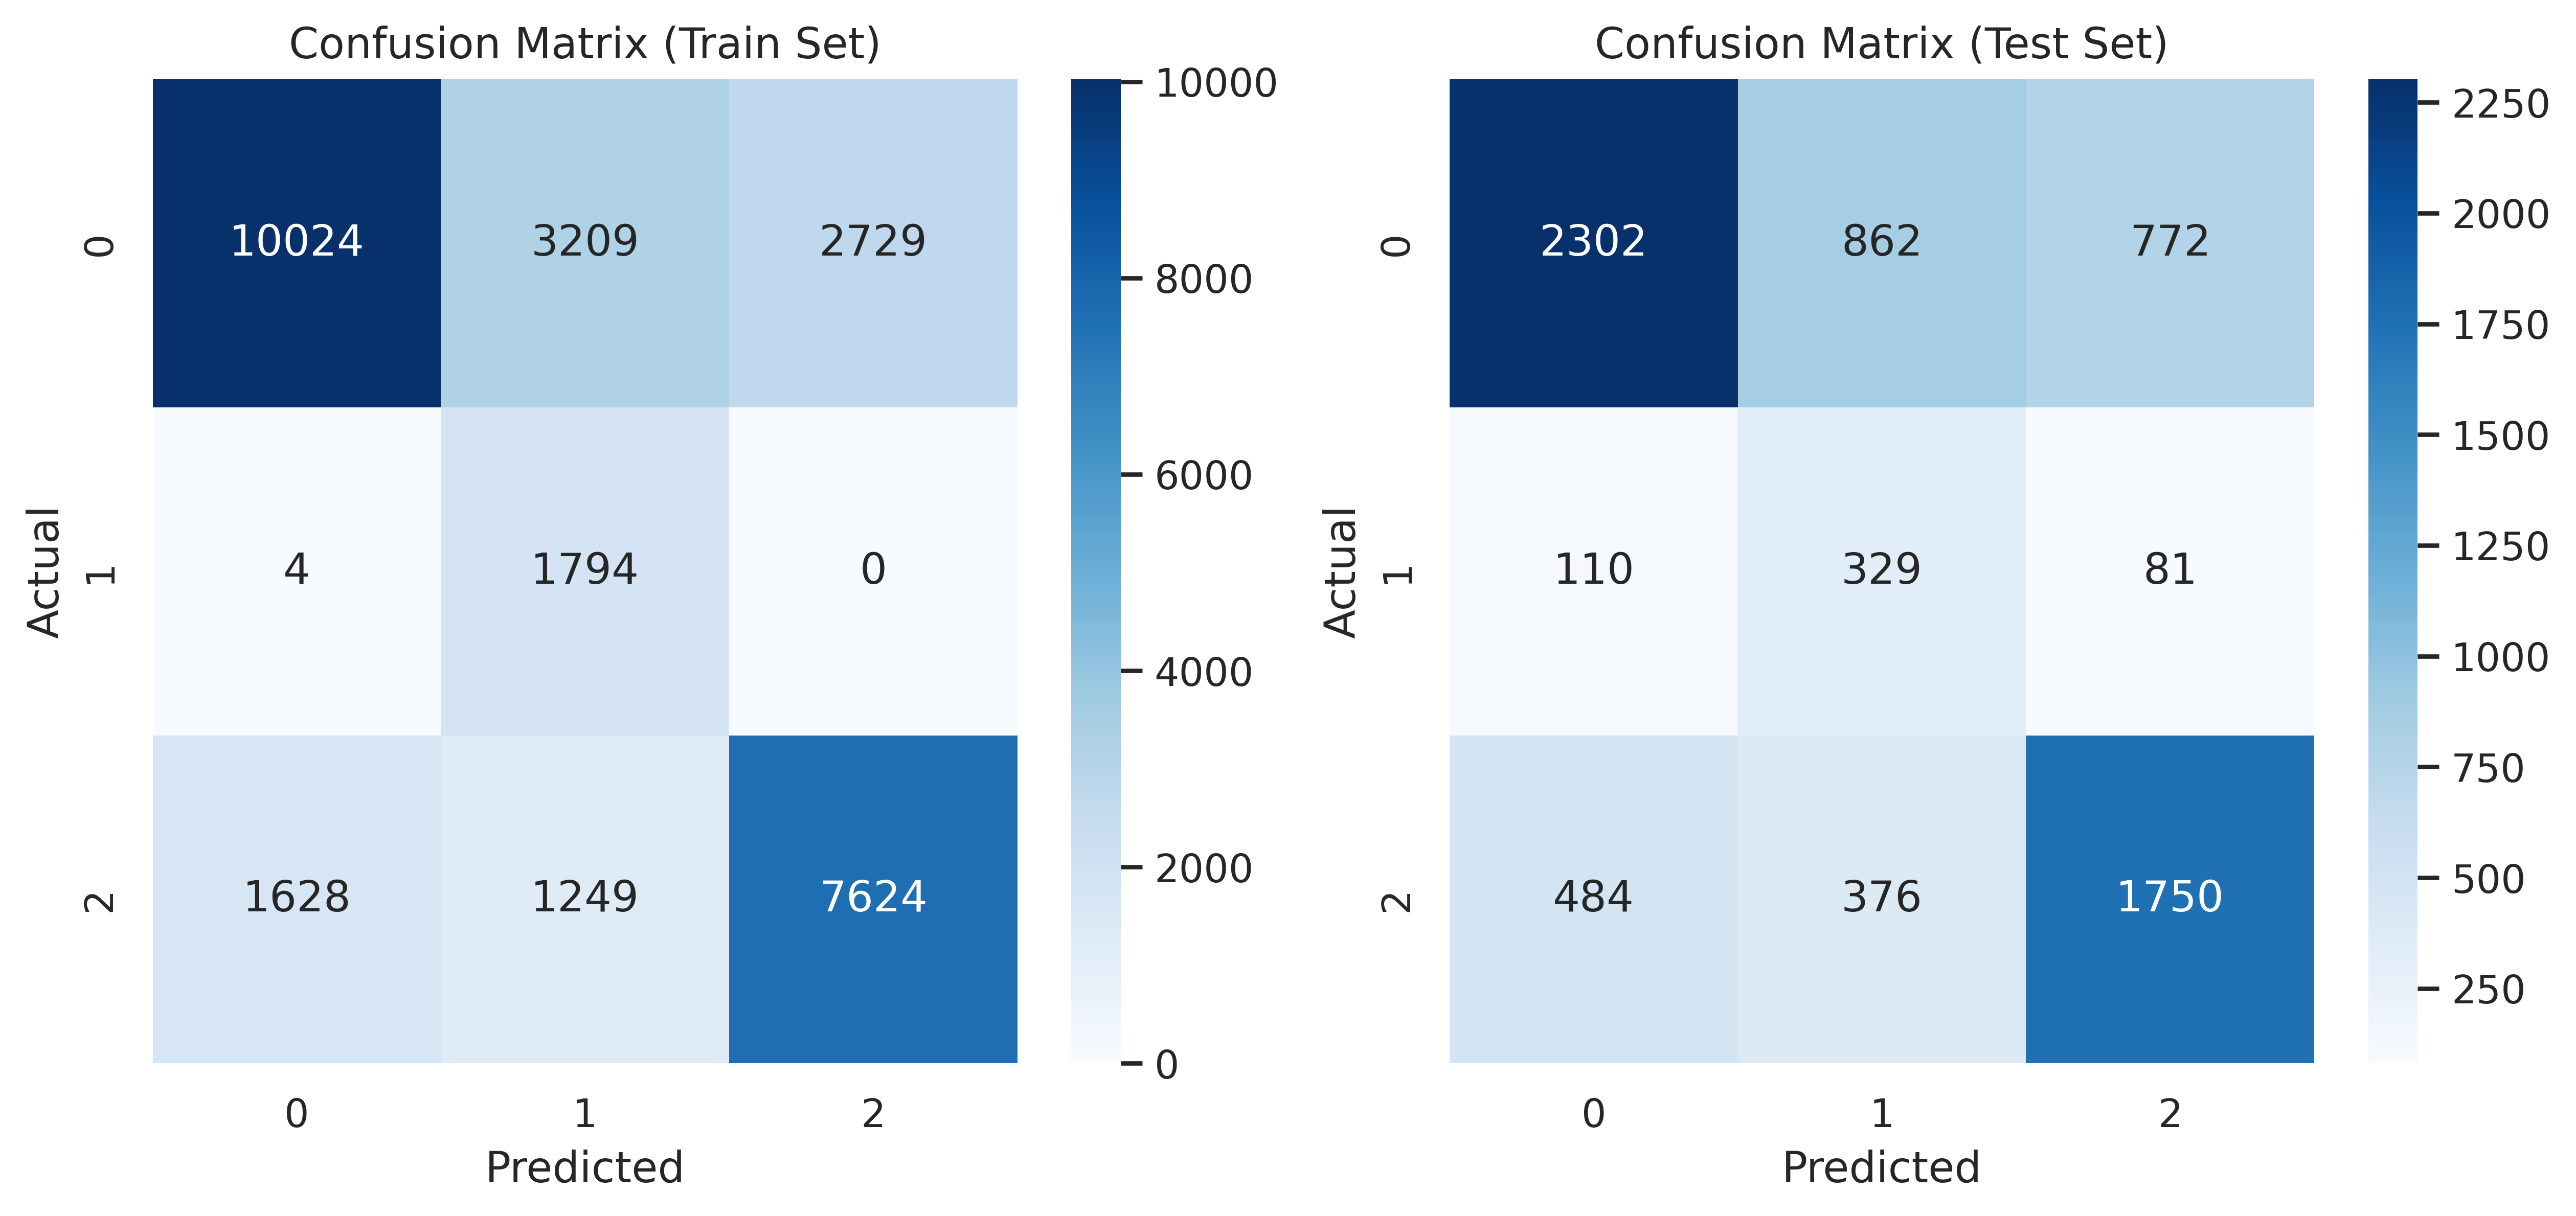 Confusion Matrix (Train Set)
10000
8000
6000
4000
2000
0
0
10024 3209 2729
1
4 1794 0
2
1628 1249 7624
Actual
0 1 2
Predicted
Confusion Matrix (Test Set)
2250
2000
1750
1500
1250
1000
750
500
250
0
2302 862 772
1
110 329 81
2
484 376 1750
Actual
0 1 2
Predicted